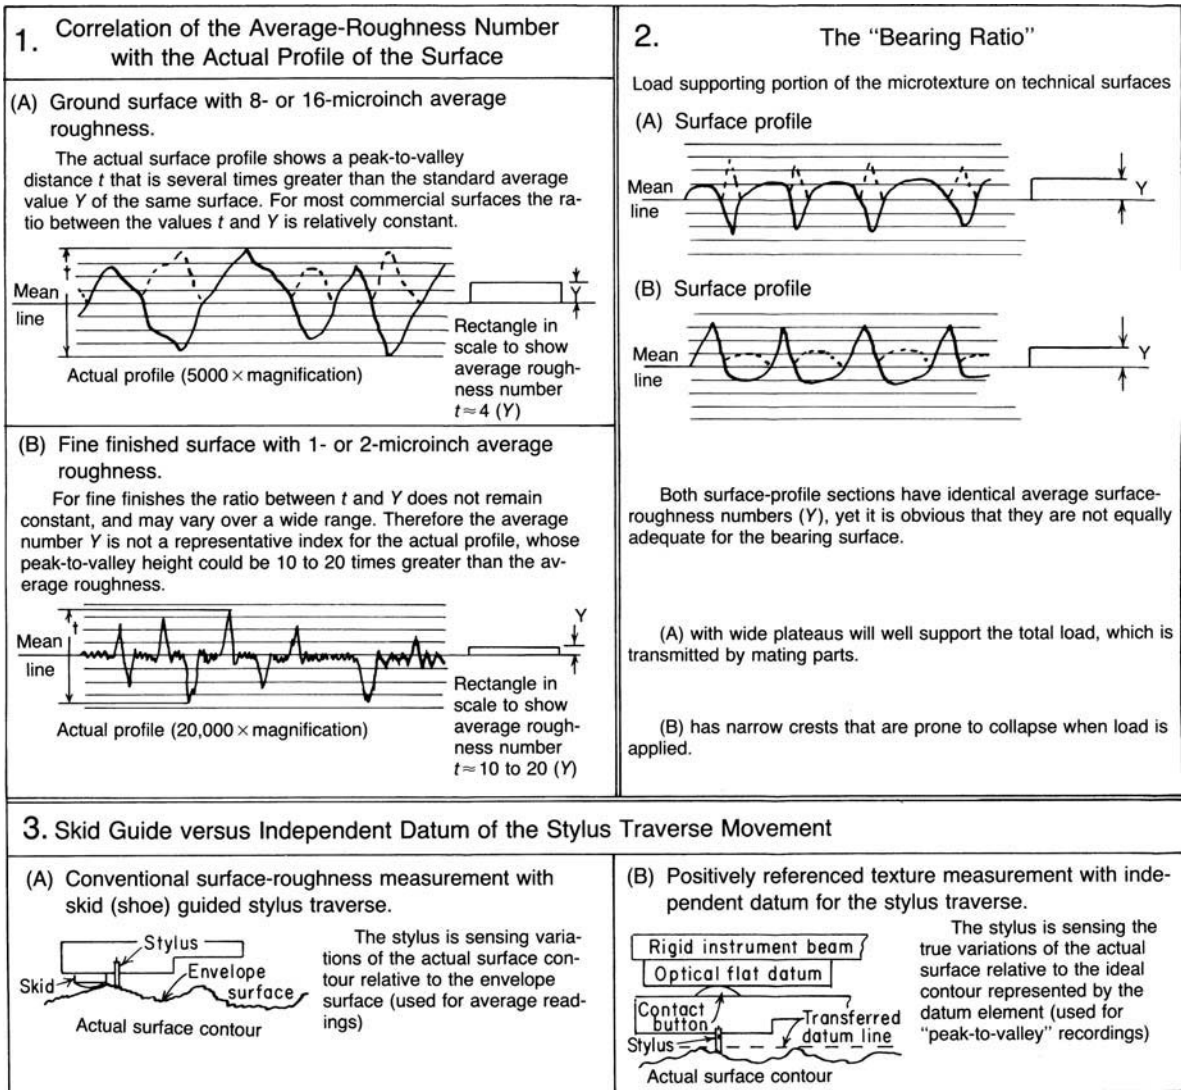 1. Correlation of the Average-Roughness Number
with the Actual Profile of the Surface
(A) Ground surface with 8- or 16-microinch average
roughness.
The actual surface profile shows a peak-to-valley
distance t that is several times greater than the standard average
value Y of the same surface. For most commercial surfaces the ra-
tio between the values t and Y is relatively constant.
t
Mean
line
Y
Actual profile (5000 × magnification)
Rectangle in
scale to show
average rough-
ness number
t≈4 (Y)
(B) Fine finished surface with 1- or 2-microinch average
roughness.
For fine finishes the ratio between t and Y does not remain
constant, and may vary over a wide range. Therefore the average
number Y is not a representative index for the actual profile, whose
peak-to-valley height could be 10 to 20 times greater than the av-
erage roughness.
t
Mean
line
Y
Actual profile (20,000 × magnification)
Rectangle in
scale to show
average rough-
ness number
t≈10 to 20 (Y)
2. The "Bearing Ratio"
Load supporting portion of the microtexture on technical surfaces
(A) Surface profile
Mean
line
Y
(B) Surface profile
Mean
line
Y
Both surface-profile sections have identical average surface-
roughness numbers (Y), yet it is obvious that they are not equally
adequate for the bearing surface.
(A) with wide plateaus will well support the total load, which is
transmitted by mating parts.
(B) has narrow crests that are prone to collapse when load is
applied.
3. Skid Guide versus Independent Datum of the Stylus Traverse Movement
(A) Conventional surface-roughness measurement with
skid (shoe) guided stylus traverse.
Stylus
Skid
Envelope
surface
Actual surface contour
The stylus is sensing varia-
tions of the actual surface con-
tour relative to the envelope
surface (used for average read-
ings)
(B) Positively referenced texture measurement with inde-
pendent datum for the stylus traverse.
Rigid instrument beam
Optical flat datum
Contact
button
Stylus
Transferred
datum line
Actual surface contour
The stylus is sensing the
true variations of the actual
surface relative to the ideal
contour represented by the
datum element (used for
"peak-to-valley" recordings)